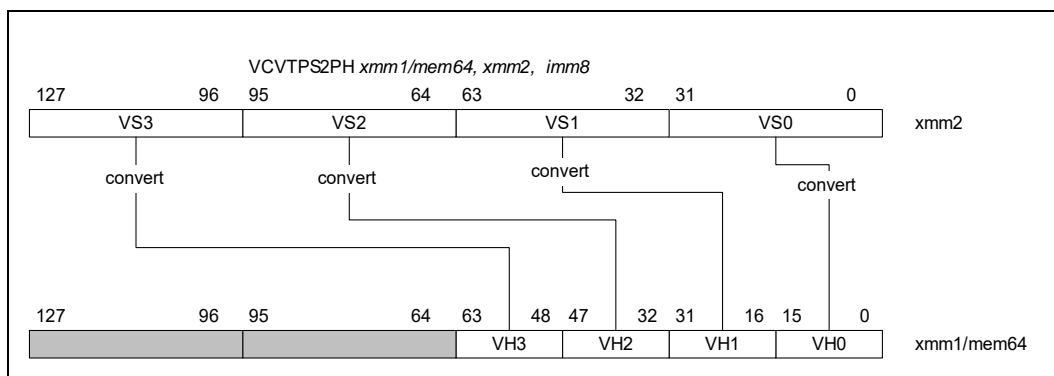 VCVTPS2PH xmm1/mem64, xmm2, imm8
127 96 95 64 63 32 31 0
VS3 VS2 VS1 VS0 xmm2
convert convert convert convert
127 96 95 64 63 48 47 32 31 16 15 0
VH3 VH2 VH1 VH0 xmm1/mem64